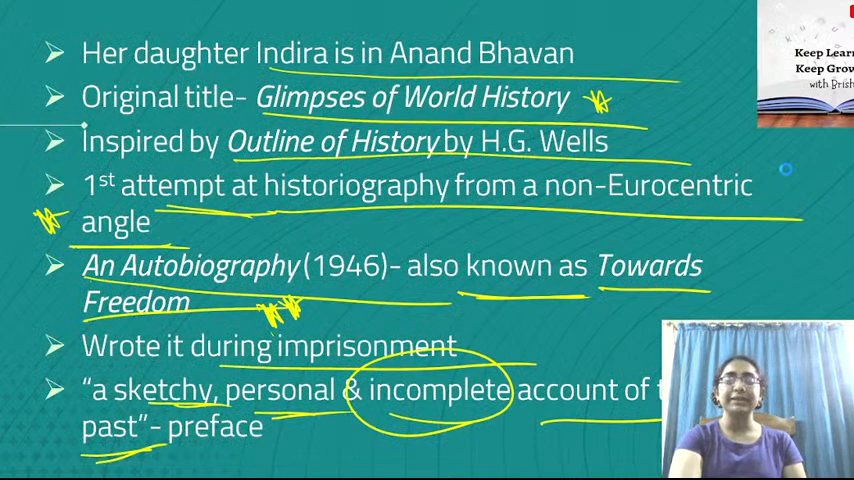 Her daughter Indira is in Anand Bhavan
Original title- Glimpses of World History
Inspired by Outline of History by H.G. Wells
1st attempt at historiography from a non-Eurocentric
angle
An Autobiography (1946)- also known as Towards
Freedom
Wrote it during imprisonment
“a sketchy, personal & incomplete account of
past”- preface
Keep Lear
Keep Grow
with Brish